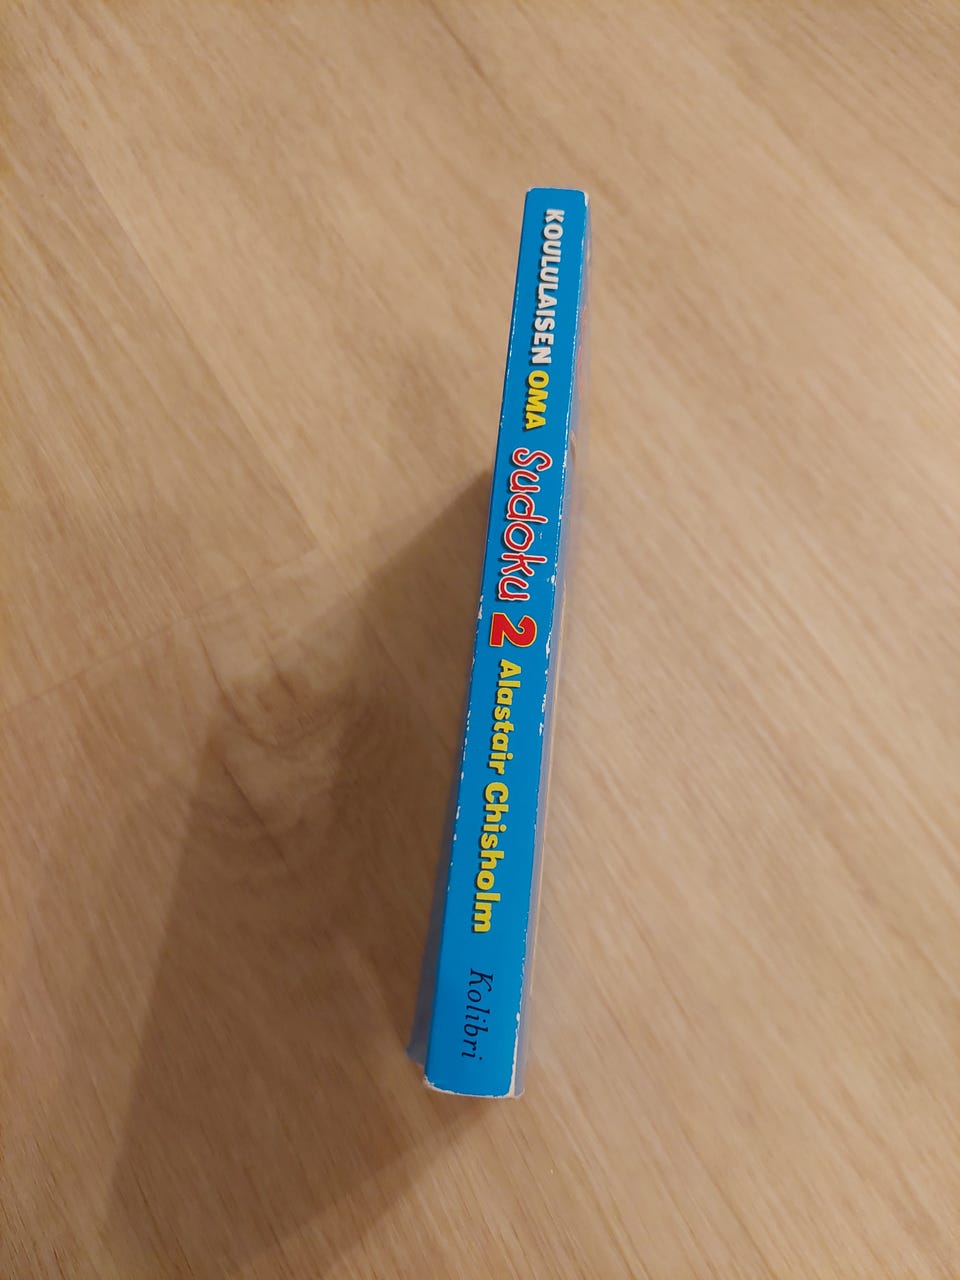 KOULULAISEN OMA Sudoku 2 Alastair Chisholm Kolibri